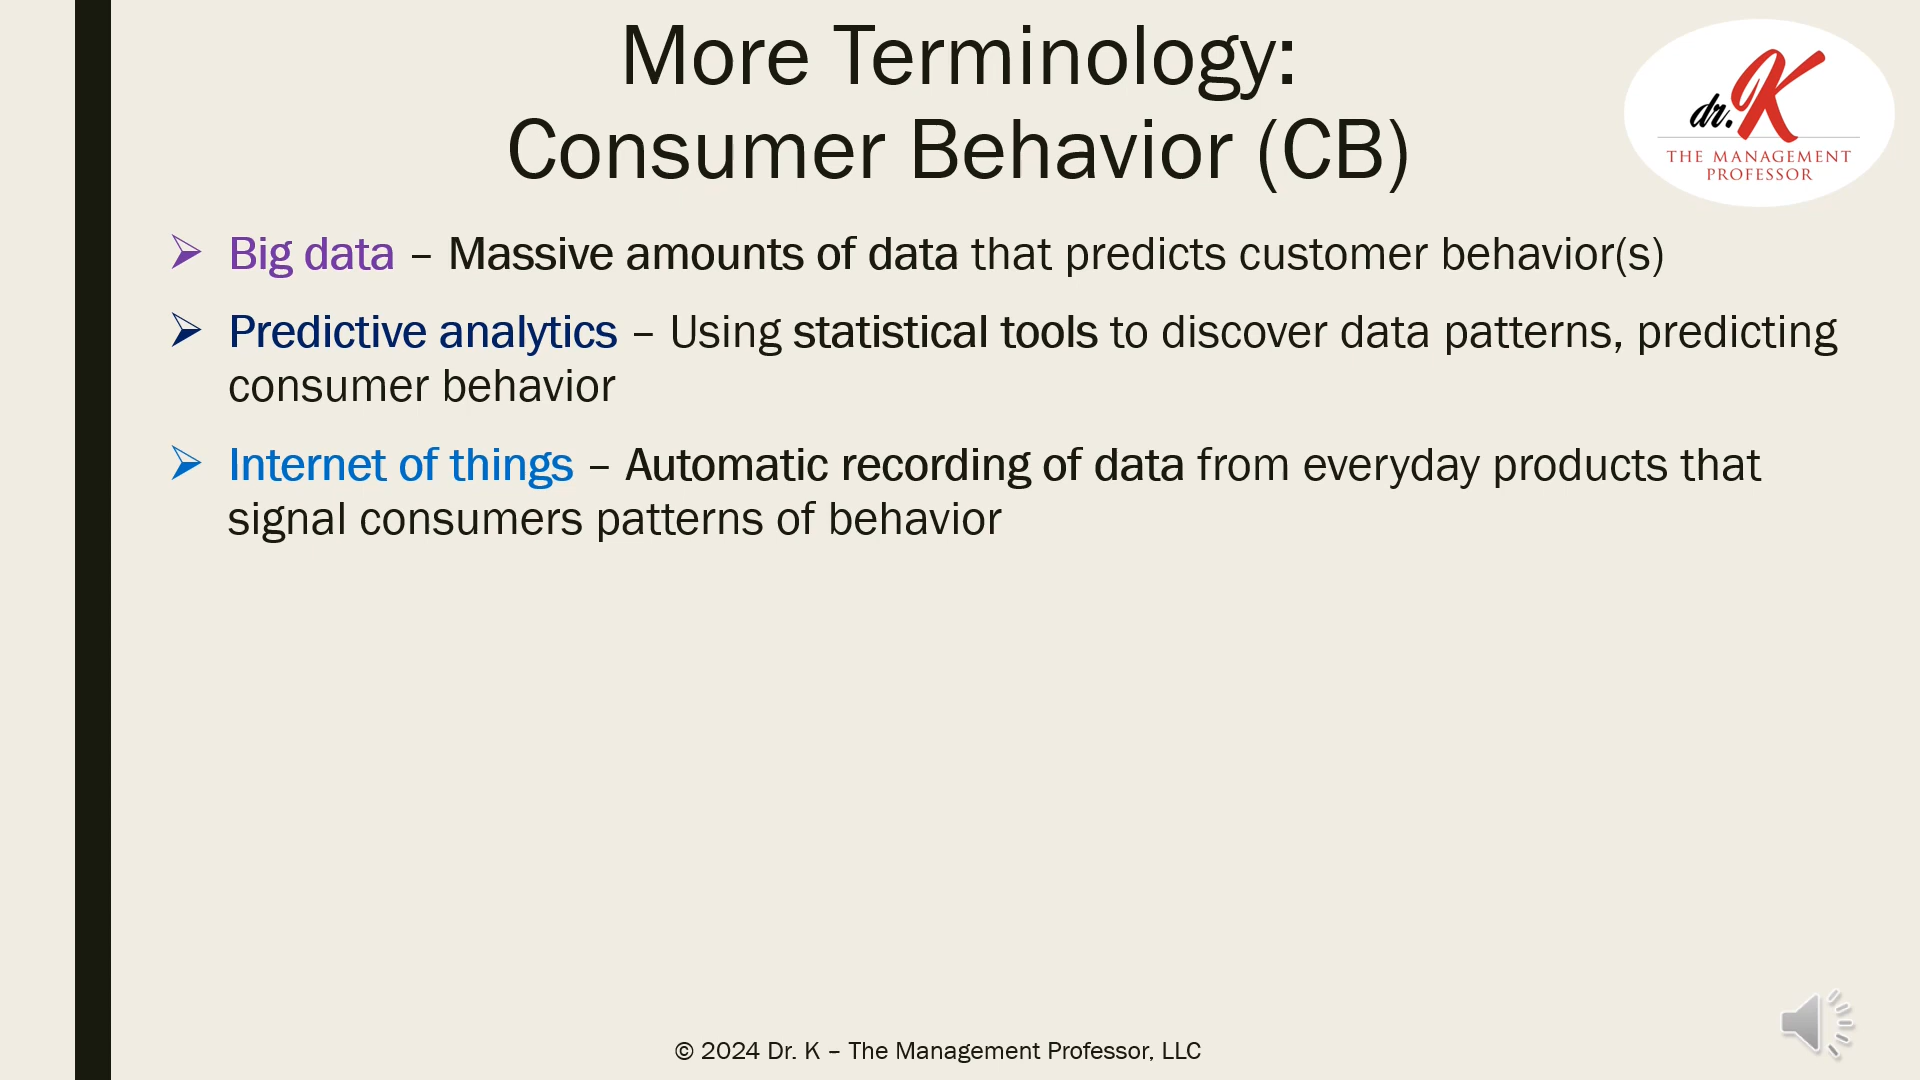 More Terminology:
Consumer Behavior (CB)
dr. K
THE MANAGEMENT
PROFESSOR
Big data – Massive amounts of data that predicts customer behavior(s)
Predictive analytics – Using statistical tools to discover data patterns, predicting
consumer behavior
Internet of things – Automatic recording of data from everyday products that
signal consumers patterns of behavior
© 2024 Dr. K – The Management Professor, LLC